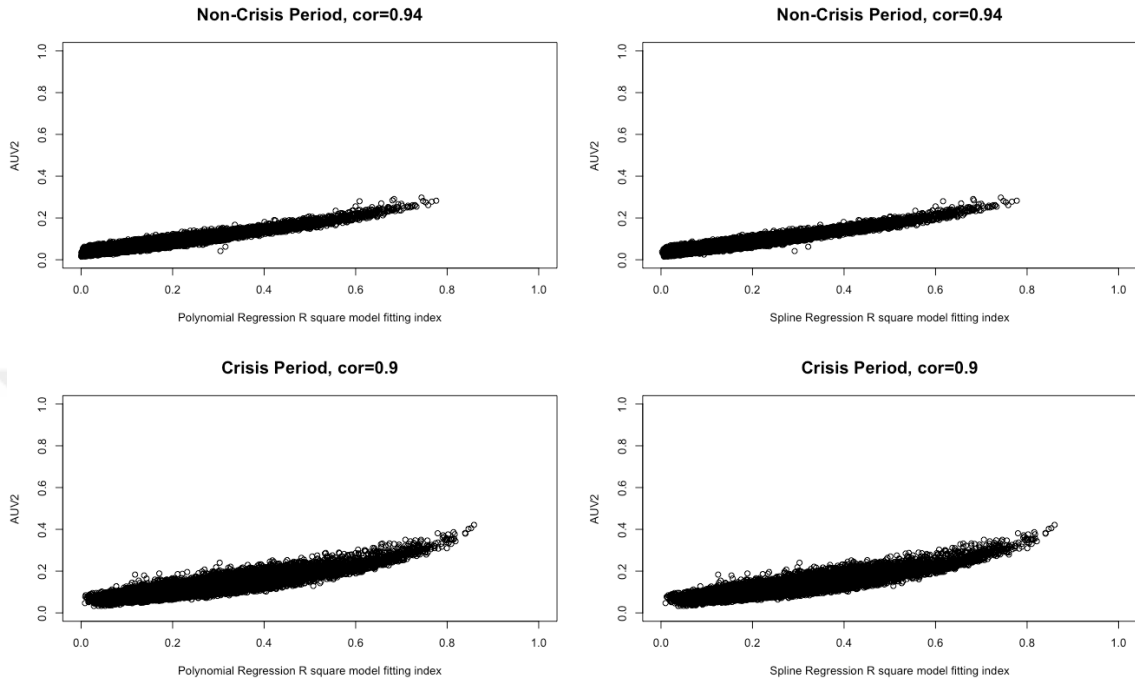 Non-Crisis Period, cor=0.94
AUV2
1.0
0.8
0.6
0.4
0.2
0.0
0.0 0.2 0.4 0.6 0.8 1.0
Polynomial Regression R square model fitting index
Non-Crisis Period, cor=0.94
AUV2
1.0
0.8
0.6
0.4
0.2
0.0
0.0 0.2 0.4 0.6 0.8 1.0
Spline Regression R square model fitting index
Crisis Period, cor=0.9
AUV2
1.0
0.8
0.6
0.4
0.2
0.0
0.0 0.2 0.4 0.6 0.8 1.0
Polynomial Regression R square model fitting index
Crisis Period, cor=0.9
AUV2
1.0
0.8
0.6
0.4
0.2
0.0
0.0 0.2 0.4 0.6 0.8 1.0
Spline Regression R square model fitting index